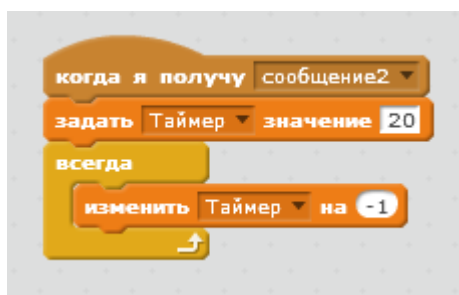 когда я получу сообщение2
задать Таймер значение 20
всегда
изменить Таймер на -1